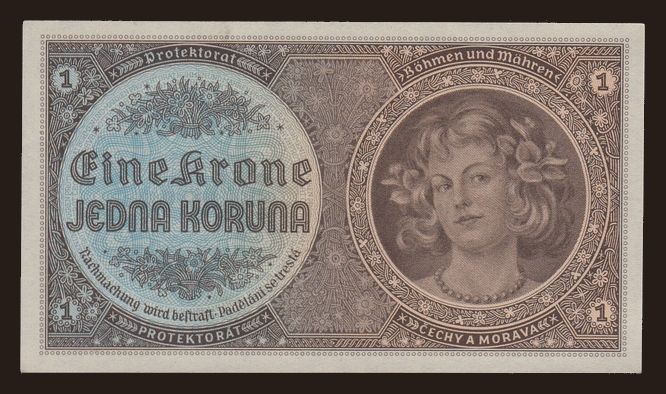 1
Protektorat
Böhmen und Mähren
1
Eine Krone
JEDNA KORUNA
Nachmachung wird bestraft·Padělání se trestá
1
PROTEKTORÁT
ČECHY A MORAVA
1